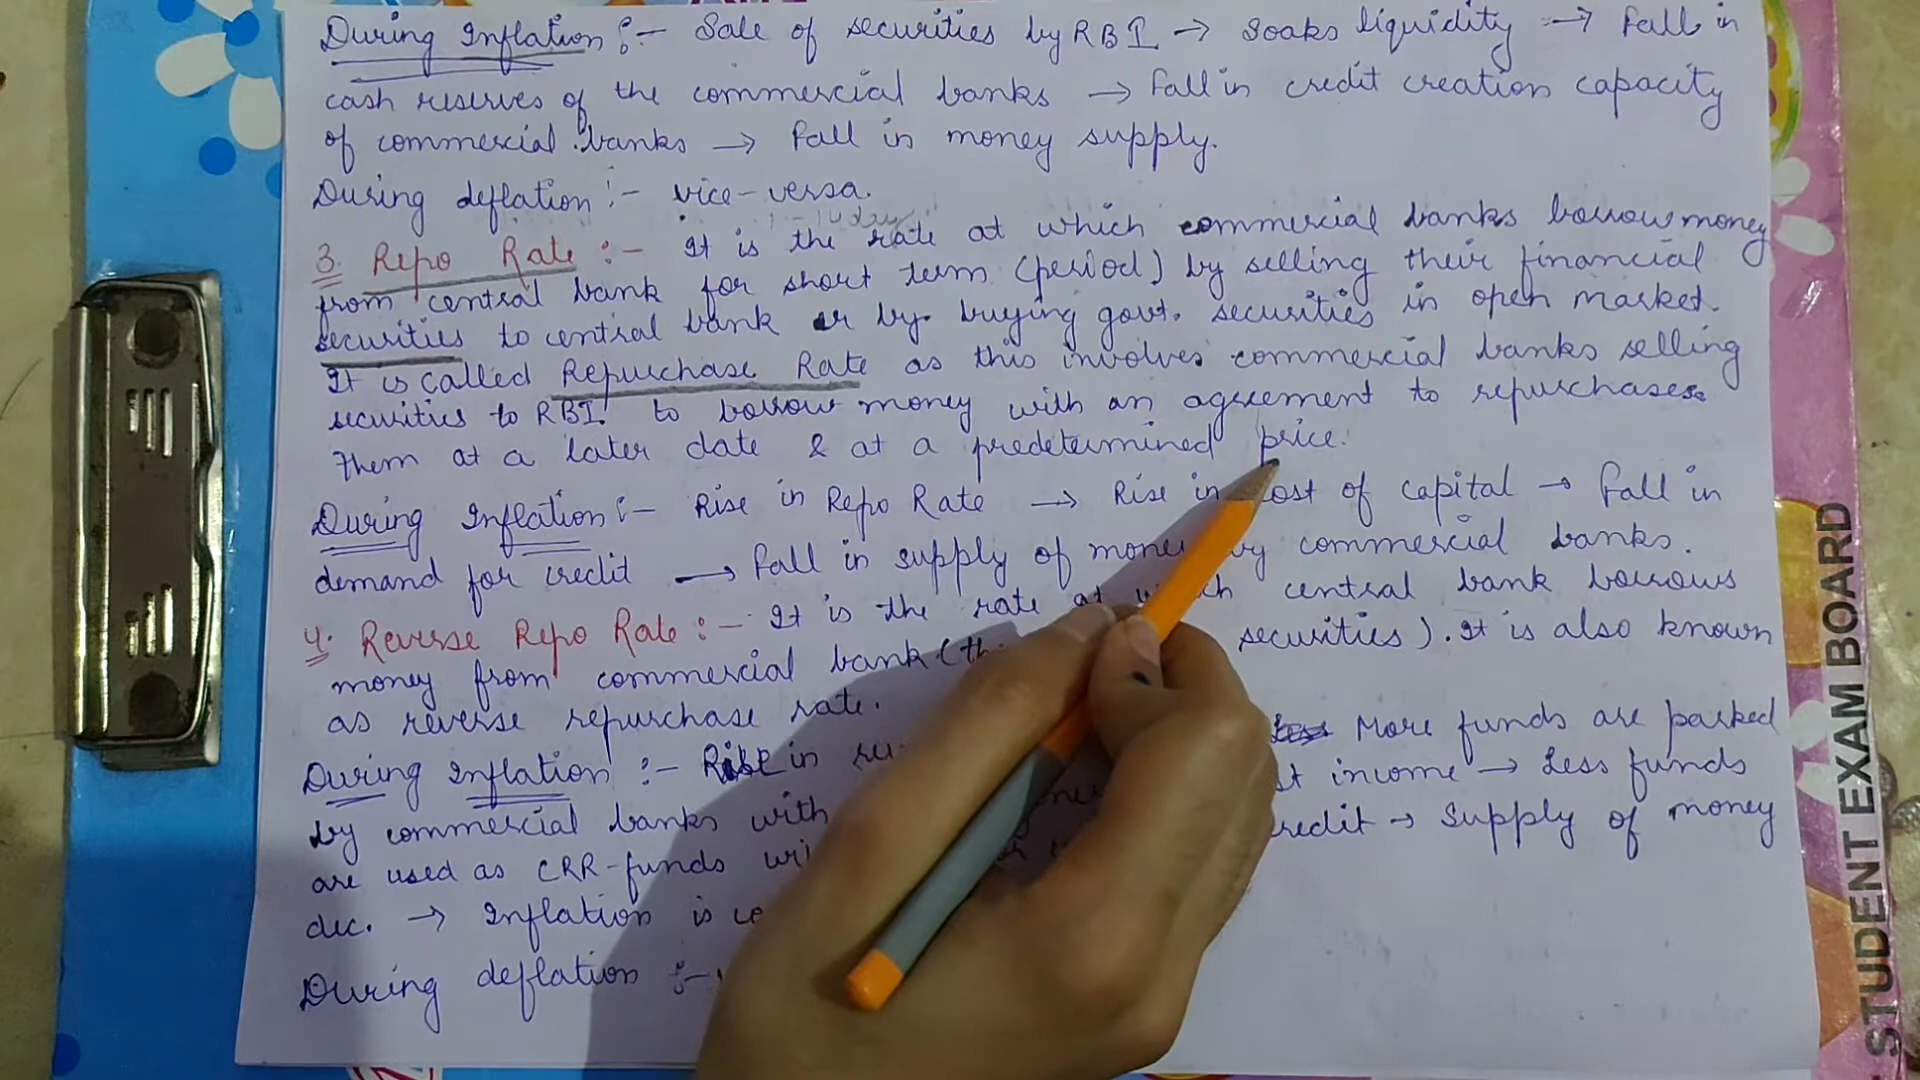 During Inflation :- Sale of securities by RBI → Soaks liquidity → Fall in
cash reserves of the commercial banks → Fall in credit creation capacity
of commercial banks → Fall in money supply.
During deflation :- vice-versa.
3. Repo Rate :- It is the rate at which commercial banks borrow money
from central bank for short term (period) by selling their financial
securities to central bank or by buying govt. securities in open market.
It is called Repurchase Rate as this involves commercial banks selling
securities to RBI to borrow money with an agreement to repurchases
them at a later date & at a predetermined price.
During Inflation :- Rise in Repo Rate → Rise in cost of capital → Fall in
demand for credit → Fall in supply of money by commercial banks.
4. Reverse Repo Rate :- It is the rate at which central bank borrows
money from commercial bank ( securities). It is also known
as reverse repurchase rate.
During Inflation :- Rise in More funds are parked
by commercial banks with income → Less funds
are used as CRR-funds credit → Supply of money
dec. → Inflation is
During deflation :-
STUDENT EXAM BOARD